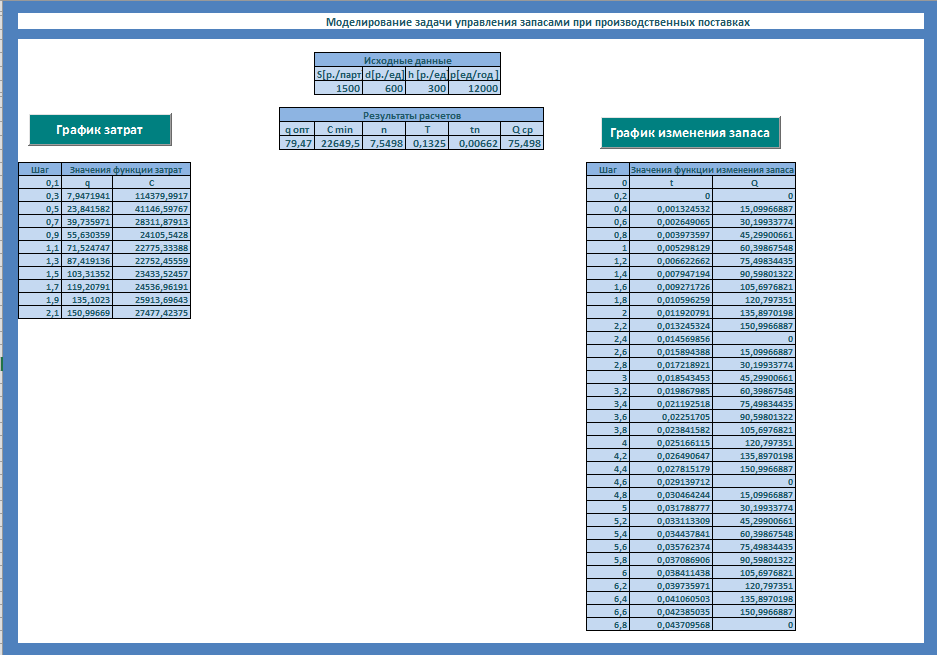 Моделирование задачи управления запасами при производственных поставках
Исходные данные
S[р./парт d[р./ед] h [р./ед p[ед/год ]
1500 600 300 12000
График затрат
Результаты расчетов
q опт C min n T tn Q ср
79,47 22649,5 7,5498 0,1325 0,00662 75,498
График изменения запаса
Шаг Значения функции затрат
0,1 q C
0,3 7,9471941 114379,9917
0,5 23,841582 41146,59767
0,7 39,735971 28311,87913
0,9 55,630359 24105,5428
1,1 71,524747 22775,33388
1,3 87,419136 22752,45559
1,5 103,31352 23433,52457
1,7 119,20791 24536,96191
1,9 135,1023 25913,69643
2,1 150,99669 27477,42375
Шаг Значения функции изменения запаса
0 t Q
0,2 0 0
0,4 0,001324532 15,09966887
0,6 0,002649065 30,19933774
0,8 0,003973597 45,29900661
1 0,005298129 60,39867548
1,2 0,006622662 75,49834435
1,4 0,007947194 90,59801322
1,6 0,009271726 105,6976821
1,8 0,010596259 120,797351
2 0,011920791 135,8970198
2,2 0,013245324 150,9966887
2,4 0,014569856 0
2,6 0,015894388 15,09966887
2,8 0,017218921 30,19933774
3 0,018543453 45,29900661
3,2 0,019867985 60,39867548
3,4 0,021192518 75,49834435
3,6 0,02251705 90,59801322
3,8 0,023841582 105,6976821
4 0,025166115 120,797351
4,2 0,026490647 135,8970198
4,4 0,027815179 150,9966887
4,6 0,029139712 0
4,8 0,030464244 15,09966887
5 0,031788777 30,19933774
5,2 0,033113309 45,29900661
5,4 0,034437841 60,39867548
5,6 0,035762374 75,49834435
5,8 0,037086906 90,59801322
6 0,038411438 105,6976821
6,2 0,039735971 120,797351
6,4 0,041060503 135,8970198
6,6 0,042385035 150,9966887
6,8 0,043709568 0